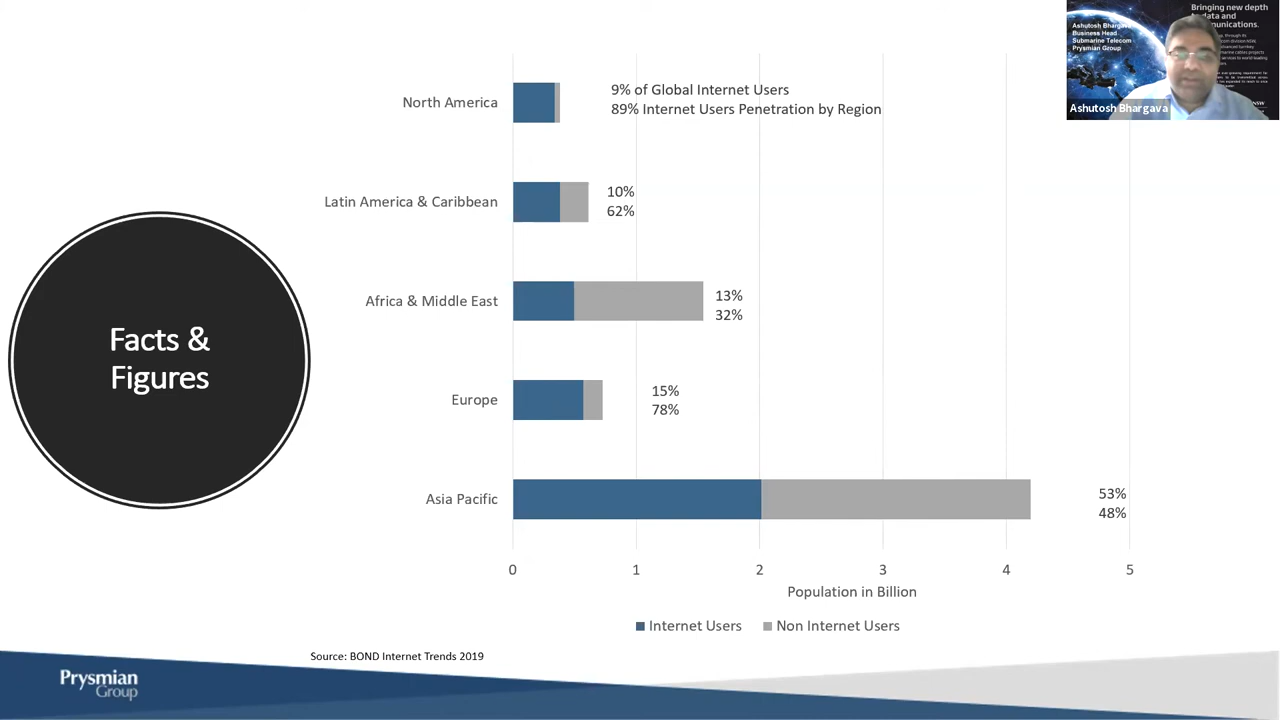 Bringing new depth
to data and
communications.
Ashutosh Bhargava
Business Head
Submarine Telecom
Prysmian Group
Ashutosh Bhargava
NSW
North America
9% of Global Internet Users
89% Internet Users Penetration by Region
Latin America & Caribbean
10%
62%
Africa & Middle East
13%
32%
Facts &
Figures
Europe
15%
78%
Asia Pacific
53%
48%
0 1 2 3 4 5
Population in Billion
Internet Users Non Internet Users
Source: BOND Internet Trends 2019
Prysmian
Group